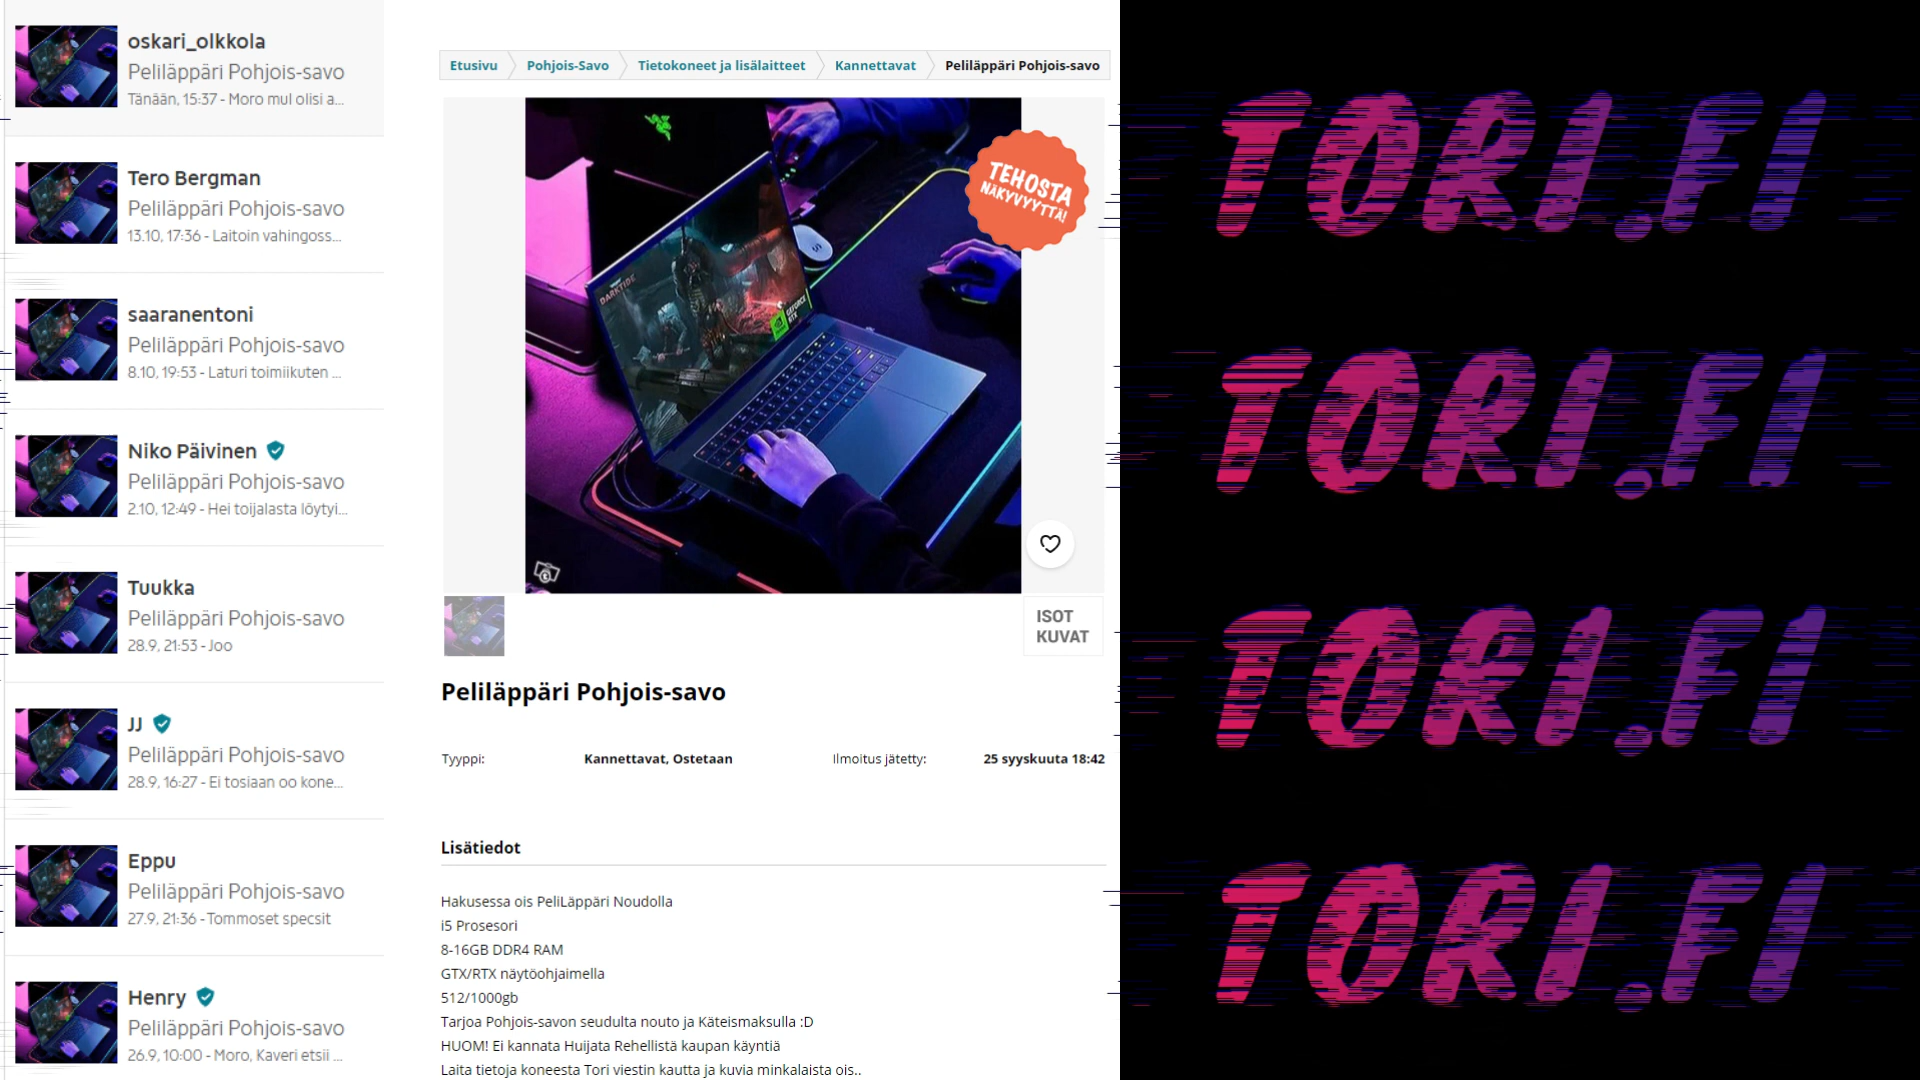 oskari_olkkola
Peliläppäri Pohjois-savo
Tänään, 15:37 - Moro mul olisi a...
Tero Bergman
Peliläppäri Pohjois-savo
13.10, 17:36 - Laitoin vahingoss...
saaranentoni
Peliläppäri Pohjois-savo
8.10, 19:53 - Laturi toimiikuten ...
Niko Päivinen
Peliläppäri Pohjois-savo
2.10, 12:49 - Hei toijalasta löytyi...
Tuukka
Peliläppäri Pohjois-savo
28.9, 21:53 - Joo
JJ
Peliläppäri Pohjois-savo
28.9, 16:27 - Ei tosiaan oo kone...
Eppu
Peliläppäri Pohjois-savo
27.9, 21:36 - Tommoset specsit
Henry
Peliläppäri Pohjois-savo
26.9, 10:00 - Moro, Kaveri etsii ...
Etusivu Pohjois-Savo Tietokoneet ja lisälaitteet Kannettavat Peliläppäri Pohjois-savo
TEHOSTA
NÄKYVYYTTÄ!
DARKTIDE
GEFORCE
RTX
ISOT
KUVAT
Peliläppäri Pohjois-savo
Tyyppi: Kannettavat, Ostetaan Ilmoitus jätetty: 25 syyskuuta 18:42
Lisätiedot
Hakusessa ois PeliLäppäri Noudolla
i5 Prosesori
8-16GB DDR4 RAM
GTX/RTX näytöohjaimella
512/1000gb
Tarjoa Pohjois-savon seudulta nouto ja Käteismaksulla :D
HUOM! Ei kannata Huijata Rehellistä kaupan käyntiä
Laita tietoja koneesta Tori viestin kautta ja kuvia minkalaista ois..
TORI.FI
TORI.FI
TORI.FI
TORI.FI